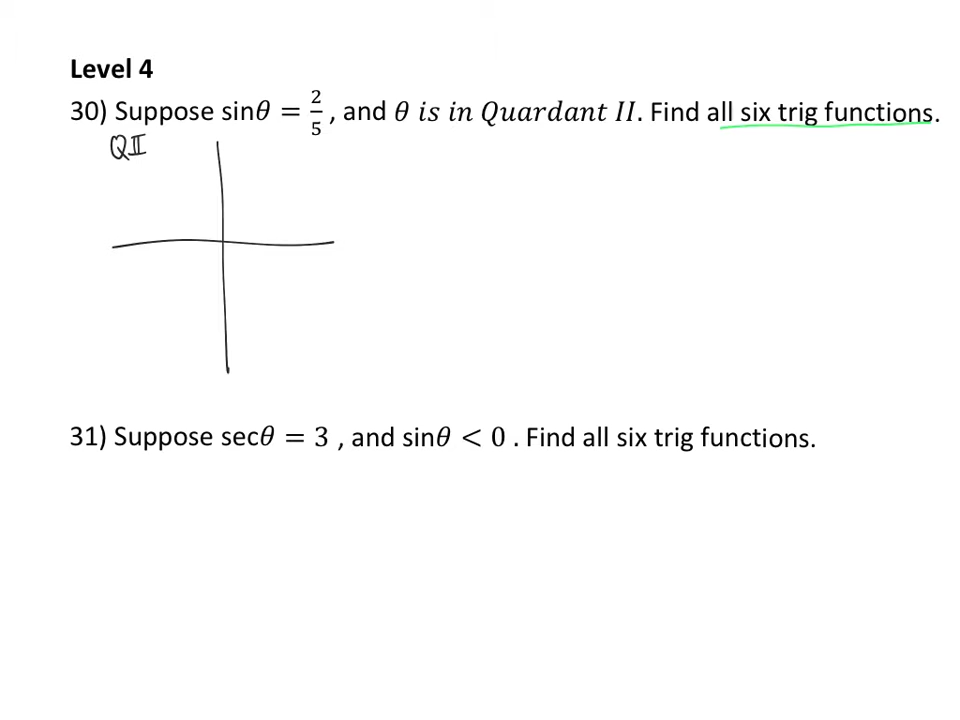 Level 4
30) Suppose sinθ = 2/5 , and θ is in Quardant II. Find all six trig functions.
QII
31) Suppose secθ = 3 , and sinθ < 0 . Find all six trig functions.